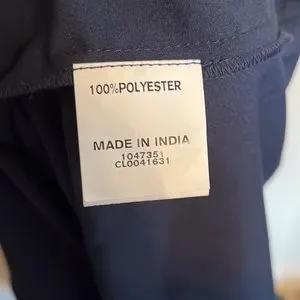 100%POLYESTER
MADE IN INDIA
1047351
CL0041631